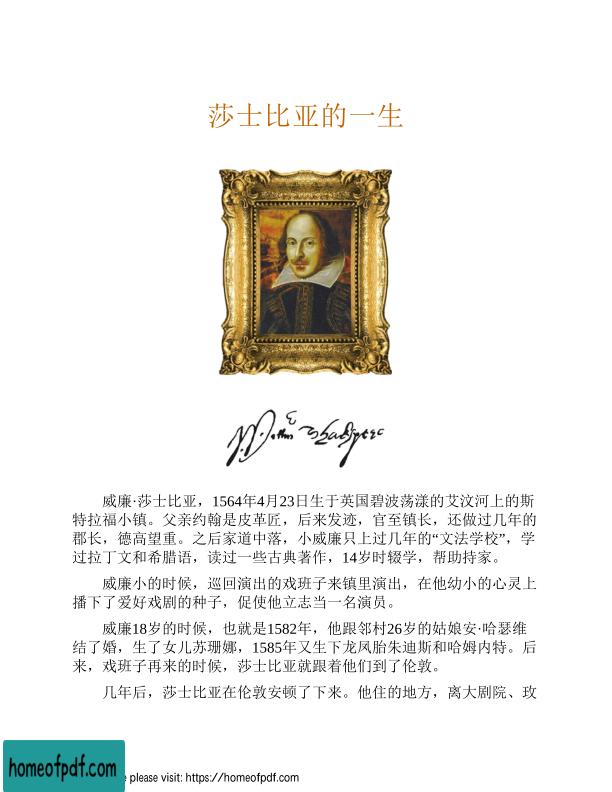 莎士比亚的一生
威廉·莎士比亚，1564年4月23日生于英国碧波荡漾的艾汶河上的斯
特拉福小镇。父亲约翰是皮革匠，后来发迹，官至镇长，还做过几年的
郡长，德高望重。之后家道中落，小威廉只上过几年的“文法学校”，学
过拉丁文和希腊语，读过一些古典著作，14岁时辍学，帮助持家。
威廉小的时候，巡回演出的戏班子来镇里演出，在他幼小的心灵上
播下了爱好戏剧的种子，促使他立志当一名演员。
威廉18岁的时候，也就是1582年，他跟邻村26岁的姑娘安·哈瑟维
结了婚，生了女儿苏珊娜，1585年又生下龙凤胎朱迪斯和哈姆内特。后
来，戏班子再来的时候，莎士比亚就跟着他们到了伦敦。
几年后，莎士比亚在伦敦安顿了下来。他住的地方，离大剧院、玫
homeofpdf.com
e please visit: https://homeofpdf.com